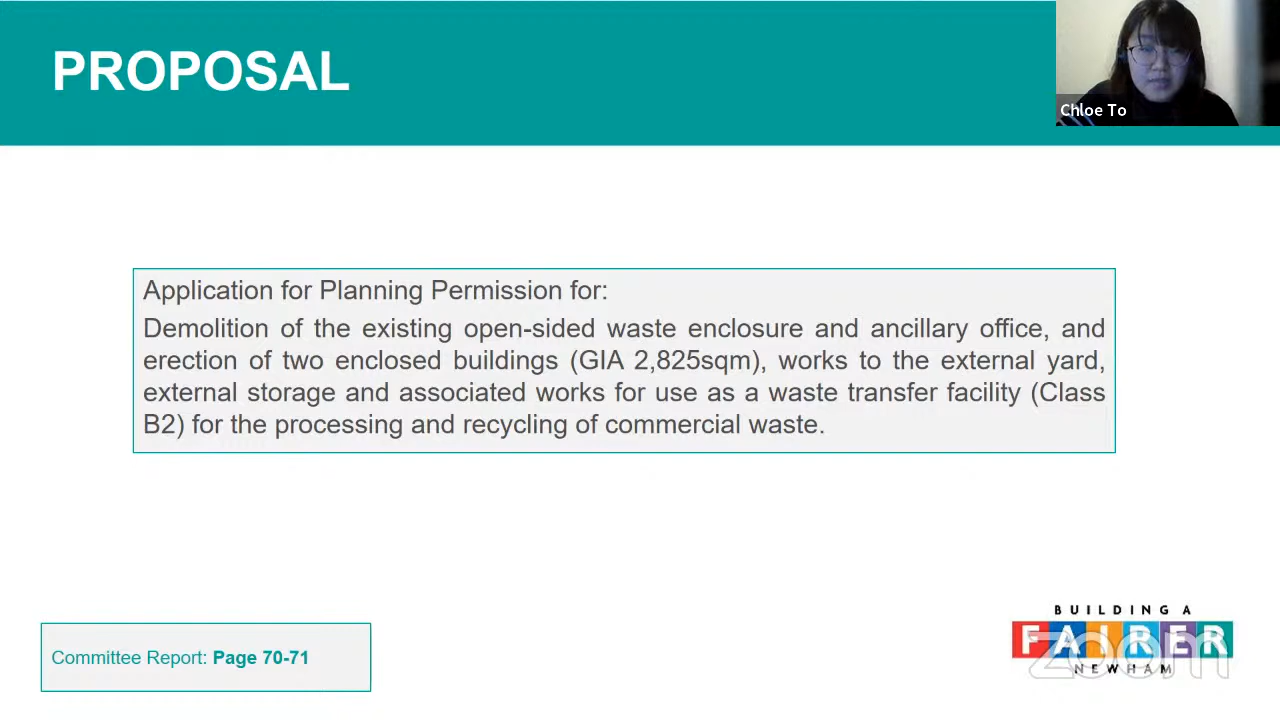 PROPOSAL
Chloe To
Application for Planning Permission for:
Demolition of the existing open-sided waste enclosure and ancillary office, and
erection of two enclosed buildings (GIA 2,825sqm), works to the external yard,
external storage and associated works for use as a waste transfer facility (Class
B2) for the processing and recycling of commercial waste.
Committee Report: Page 70-71
BUILDING A
FAIRER
NEWHAM
zoom